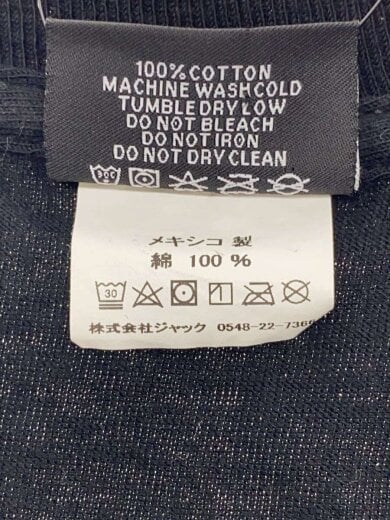 100% COTTON
MACHINE WASH COLD
TUMBLE DRY LOW
DO NOT BLEACH
DO NOT IRON
DO NOT DRY CLEAN
メキシコ 製
綿 100 %
30
株式会社ジャック 0548-22-736